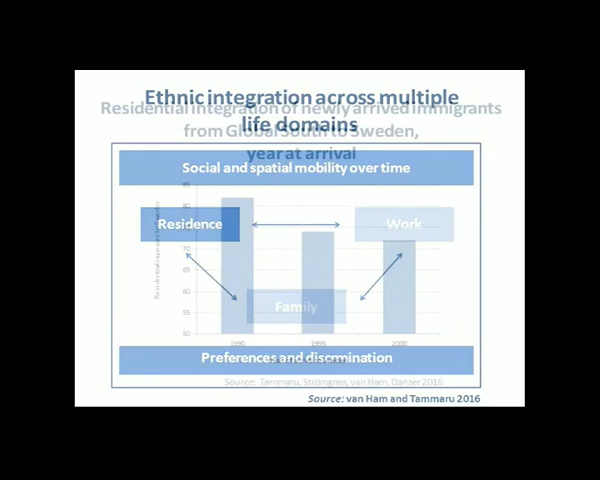 Ethnic integration across multiple
life domains
Residential integration of newly arrived immigrants
from Global South to Sweden,
year at arrival
Social and spatial mobility over time
85
80
Residence
Work
75
70
65
60
Family
55
50
1990
1995
2000
Preferences and discrimination
Source: Tammaru, Strömgren, van Ham, Danzer 2016
Source: van Ham and Tammaru 2016